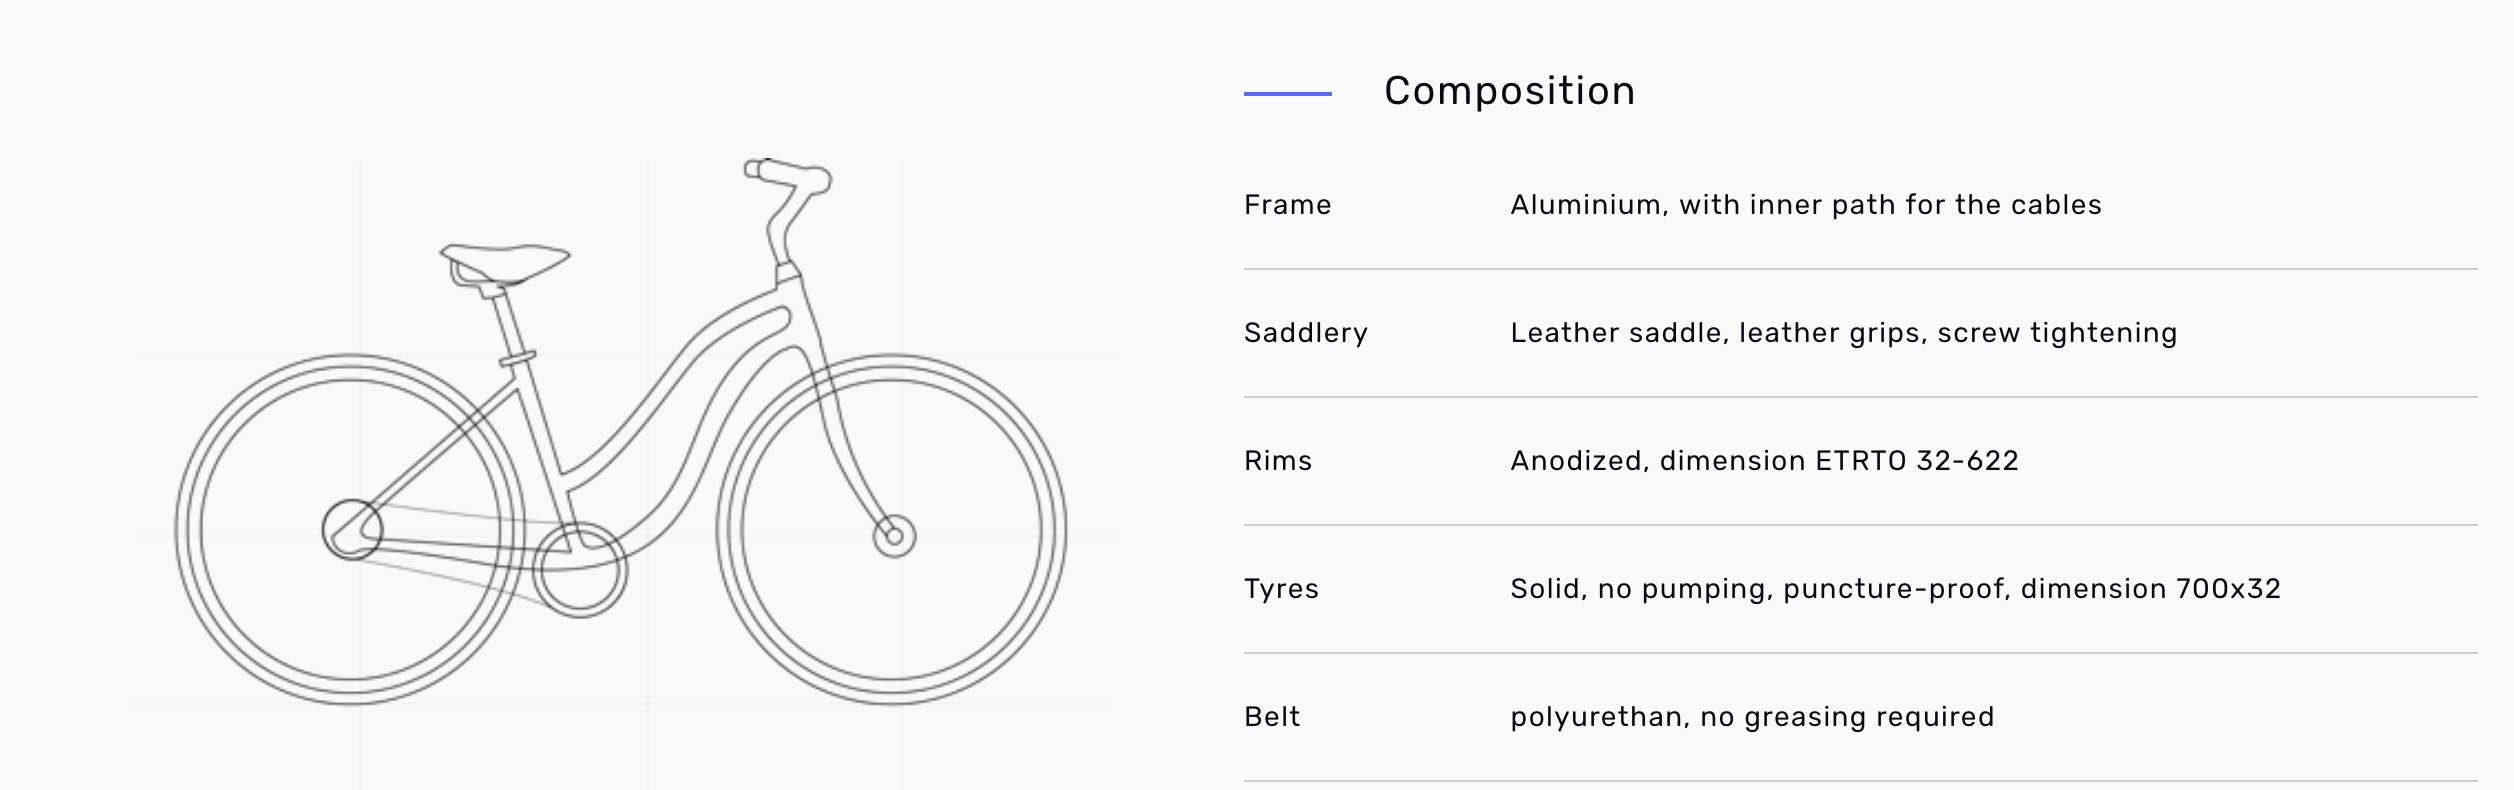 Composition
Frame Aluminium, with inner path for the cables
Saddlery Leather saddle, leather grips, screw tightening
Rims Anodized, dimension ETRTO 32-622
Tyres Solid, no pumping, puncture-proof, dimension 700x32
Belt polyurethan, no greasing required